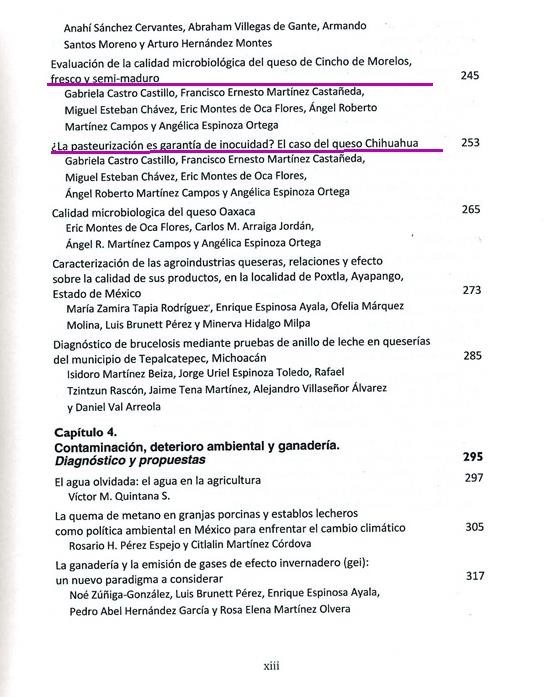 Anahí Sánchez Cervantes, Abraham Villegas de Gante, Armando
Santos Moreno y Arturo Hernández Montes
Evaluación de la calidad microbiológica del queso de Cincho de Morelos,
fresco y semi-maduro 245
Gabriela Castro Castillo, Francisco Ernesto Martínez Castañeda,
Miguel Esteban Chávez, Eric Montes de Oca Flores, Ángel Roberto
Martínez Campos y Angélica Espinoza Ortega
¿La pasteurización es garantía de inocuidad? El caso del queso Chihuahua 253
Gabriela Castro Castillo, Francisco Ernesto Martínez Castañeda,
Miguel Esteban Chávez, Eric Montes de Oca Flores,
Ángel Roberto Martínez Campos y Angélica Espinoza Ortega
Calidad microbiologica del queso Oaxaca 265
Eric Montes de Oca Flores, Carlos M. Arraiga Jordán,
Ángel R. Martínez Campos y Angélica Espinoza Ortega
Caracterización de las agroindustrias queseras, relaciones y efecto
sobre la calidad de sus productos, en la localidad de Poxtla, Ayapango,
Estado de México 273
María Zamira Tapia Rodríguez, Enrique Espinosa Ayala, Ofelia Márquez
Molina, Luis Brunett Pérez y Minerva Hidalgo Milpa
Diagnóstico de brucelosis mediante pruebas de anillo de leche en queserías
del municipio de Tepalcatepec, Michoacán 285
Isidoro Martínez Beiza, Jorge Uriel Espinoza Toledo, Rafael
Tzintzun Rascón, Jaime Tena Martínez, Alejandro Villaseñor Álvarez
y Daniel Val Arreola
Capítulo 4.
Contaminación, deterioro ambiental y ganadería.
Diagnóstico y propuestas 295
El agua olvidada: el agua en la agricultura 297
Víctor M. Quintana S.
La quema de metano en granjas porcinas y establos lecheros
como política ambiental en México para enfrentar el cambio climático 305
Rosario H. Pérez Espejo y Citlalin Martínez Córdova
La ganadería y la emisión de gases de efecto invernadero (gei):
un nuevo paradigma a considerar 317
Noé Zúñiga-González, Luis Brunett Pérez, Enrique Espinosa Ayala,
Pedro Abel Hernández García y Rosa Elena Martínez Olvera
xiii